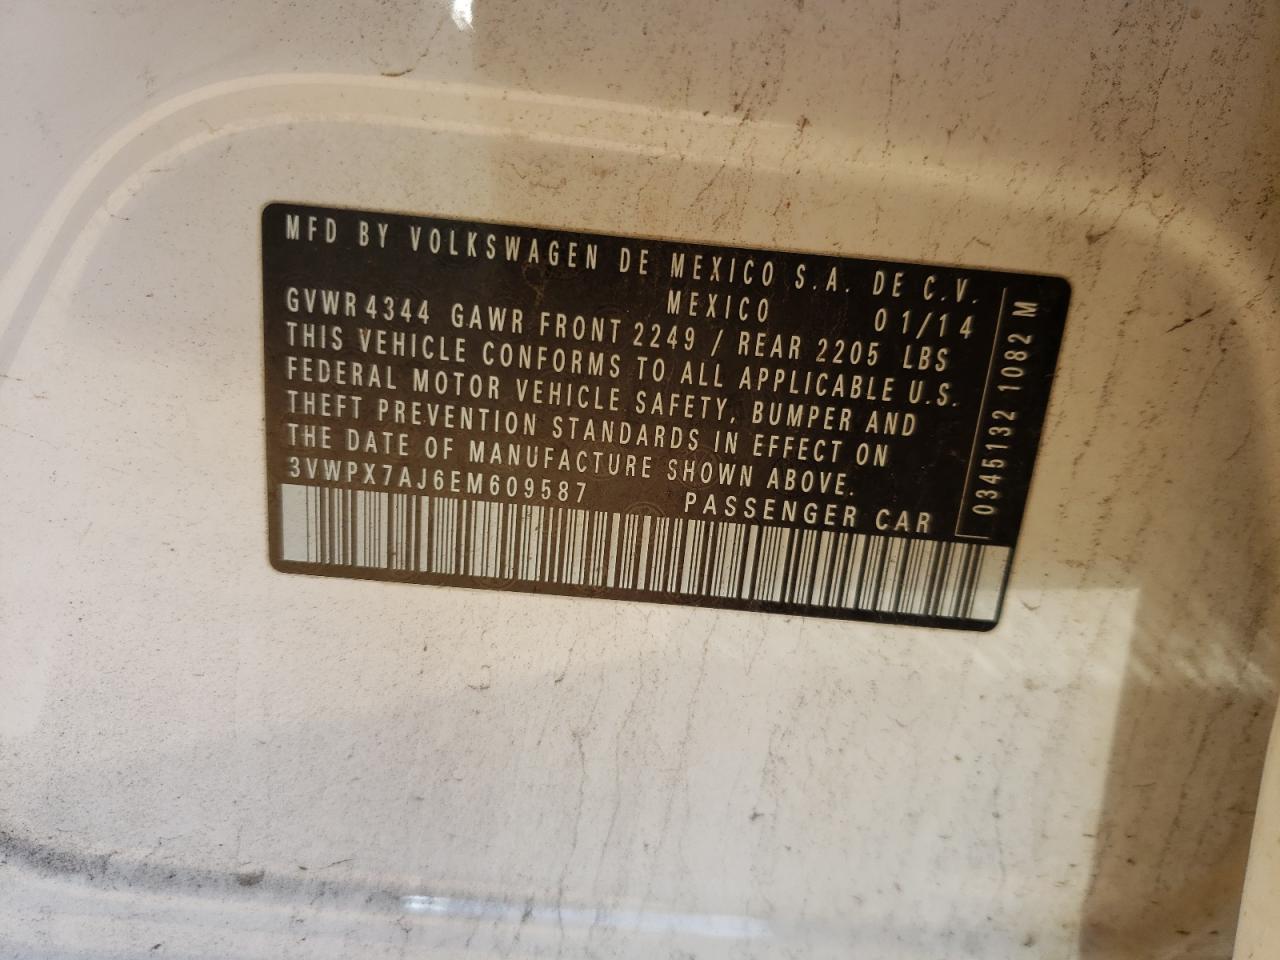 MFD BY VOLKSWAGEN DE MEXICO S.A. DE C.V.
MEXICO 01/14
GVWR 4344 GAWR FRONT 2249 / REAR 2205 LBS
THIS VEHICLE CONFORMS TO ALL APPLICABLE U.S.
FEDERAL MOTOR VEHICLE SAFETY, BUMPER AND
THEFT PREVENTION STANDARDS IN EFFECT ON
THE DATE OF MANUFACTURE SHOWN ABOVE.
3VWPX7AJ6EM609587 PASSENGER CAR
0345132 1082 M